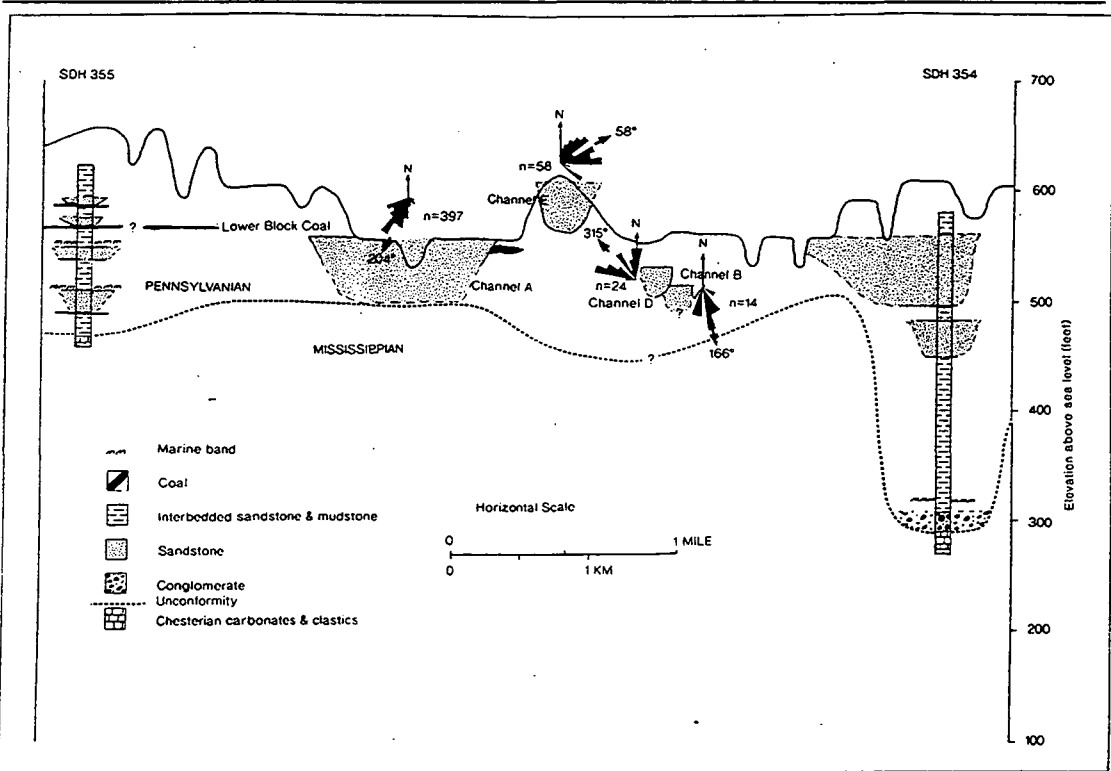 SDH 355
SDH 354
700
600
500
400
300
200
100
Elevation above sea level (feet)
N
58°
n=58
Channel E
N
n=397
204°
? Lower Block Coal
Channel A
N
315°
n=24
Channel D
?
N
Channel B
n=14
166°
PENNSYLVANIAN
MISSISSIPPIAN
?
Marine band
Coal
Interbedded sandstone & mudstone
Sandstone
Conglomerate
Unconformity
Chesterian carbonates & clastics
Horizontal Scale
0 1 MILE
0 1 KM